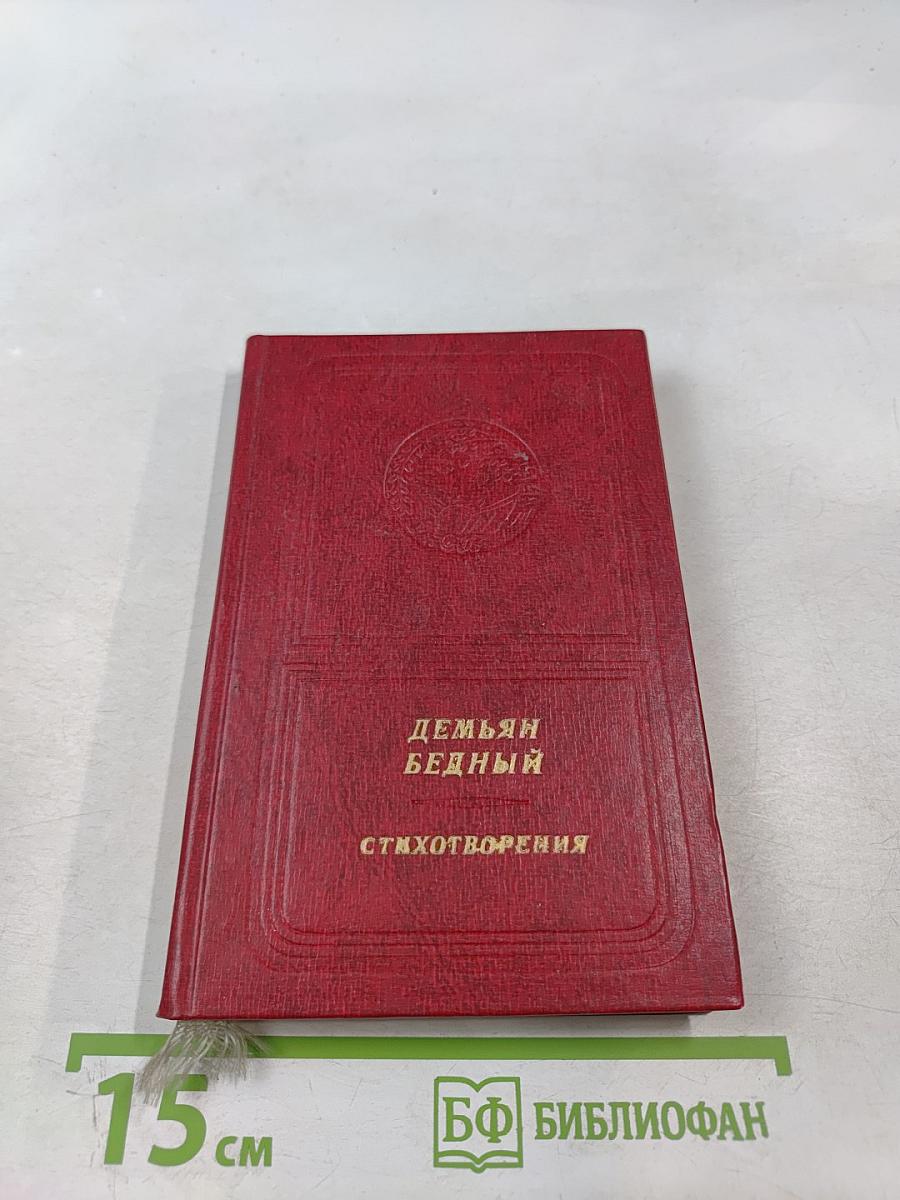 ДЕМЬЯН
БЕДНЫЙ
СТИХОТВОРЕНИЯ
15 см
БФ БИБЛИОФАН